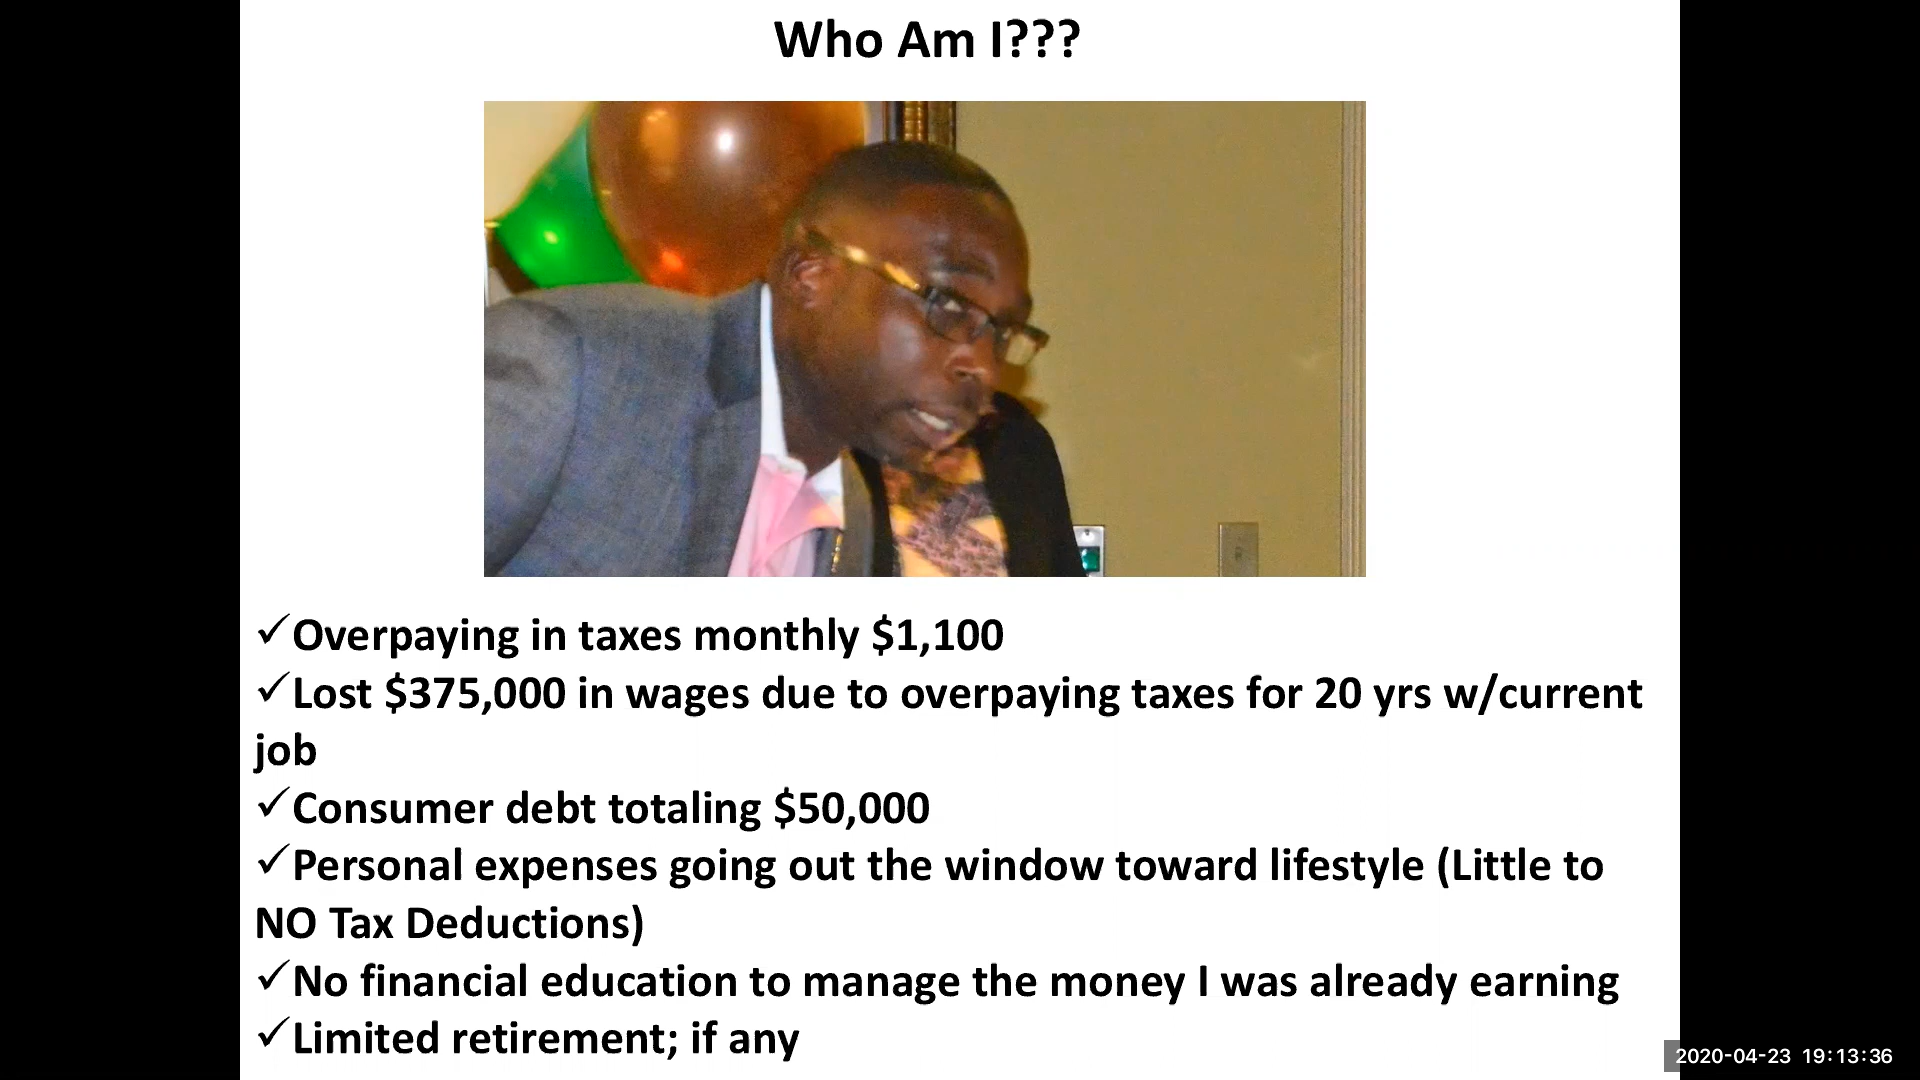 Who Am I???
✓Overpaying in taxes monthly $1,100
✓Lost $375,000 in wages due to overpaying taxes for 20 yrs w/current
job
✓Consumer debt totaling $50,000
✓Personal expenses going out the window toward lifestyle (Little to
NO Tax Deductions)
✓No financial education to manage the money I was already earning
✓Limited retirement; if any
2020-04-23 19:13:36